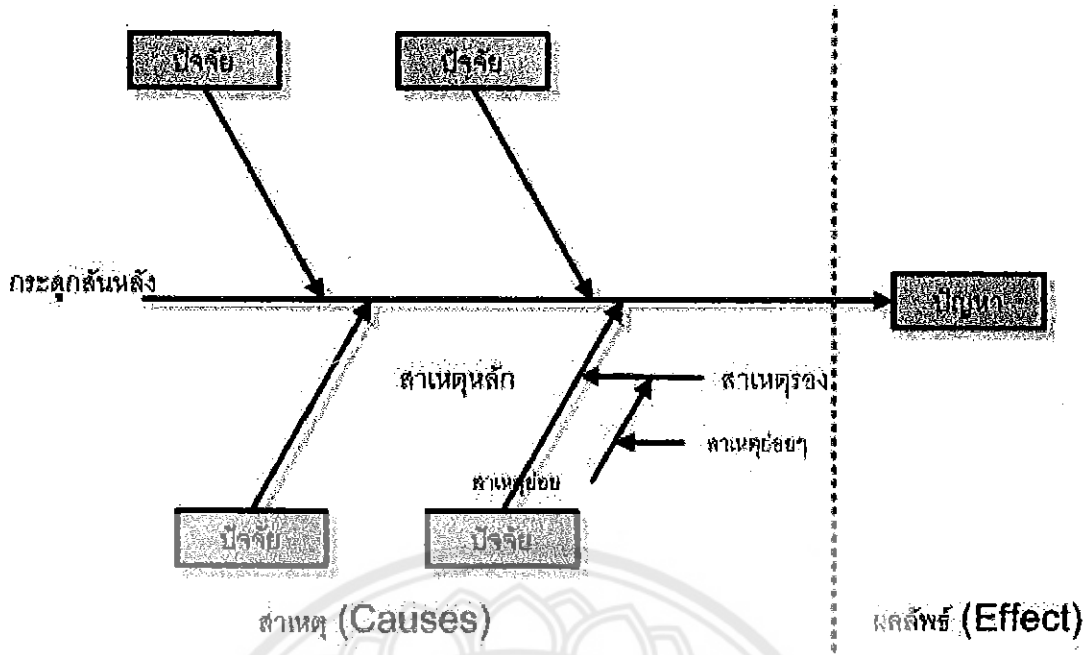 ปัจจัย ปัจจัย
กระดูกสันหลัง
ปัญหา
สาเหตุหลัก สาเหตุรอง
สาเหตุย่อยๆ
สาเหตุย่อย
ปัจจัย ปัจจัย
สาเหตุ (Causes) ผลลัพธ์ (Effect)